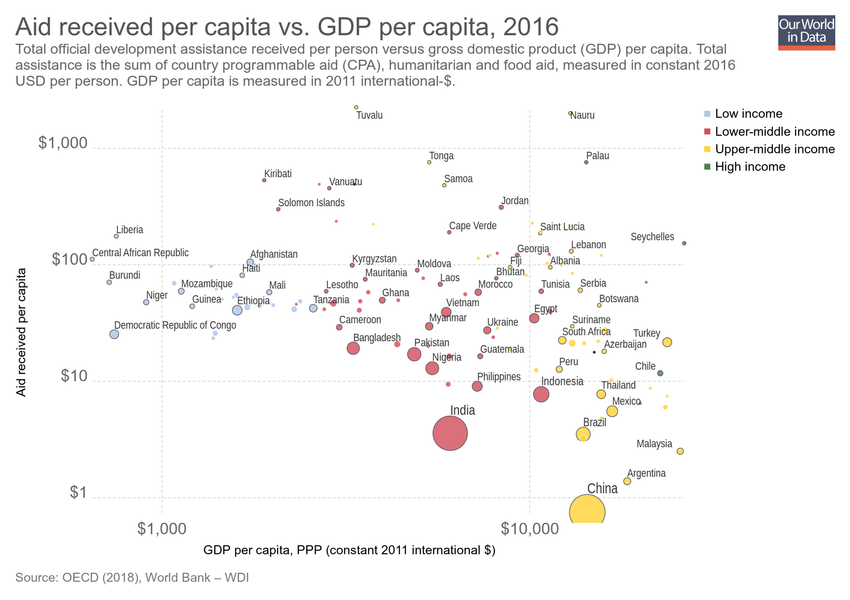 Aid received per capita vs. GDP per capita, 2016
Our World
in Data
Total official development assistance received per person versus gross domestic product (GDP) per capita. Total
assistance is the sum of country programmable aid (CPA), humanitarian and food aid, measured in constant 2016
USD per person. GDP per capita is measured in 2011 international-$.
Low income
Lower-middle income
Upper-middle income
High income
Tuvalu
Nauru
$1,000
Tonga
Palau
Kiribati
Vanuatu
Samoa
Solomon Islands
Jordan
Liberia
Cape Verde
Saint Lucia
Seychelles
Central African Republic
Afghanistan
Georgia
Lebanon
$100
Kyrgyzstan
Moldova
Fiji
Albania
Haiti
Burundi
Mauritania
Laos
Bhutan
Mozambique
Mali
Lesotho
Ghana
Morocco
Tunisia
Serbia
Niger
Guinea
Ethiopia
Tanzania
Vietnam
Egypt
Botswana
Democratic Republic of Congo
Cameroon
Myanmar
Ukraine
Suriname
South Africa
Turkey
Bangladesh
Pakistan
Guatemala
Azerbaijan
Nigeria
Peru
Chile
$10
Philippines
Indonesia
Thailand
Mexico
India
Brazil
Malaysia
Argentina
China
$1
$1,000
$10,000
Aid received per capita
GDP per capita, PPP (constant 2011 international $)
Source: OECD (2018), World Bank – WDI